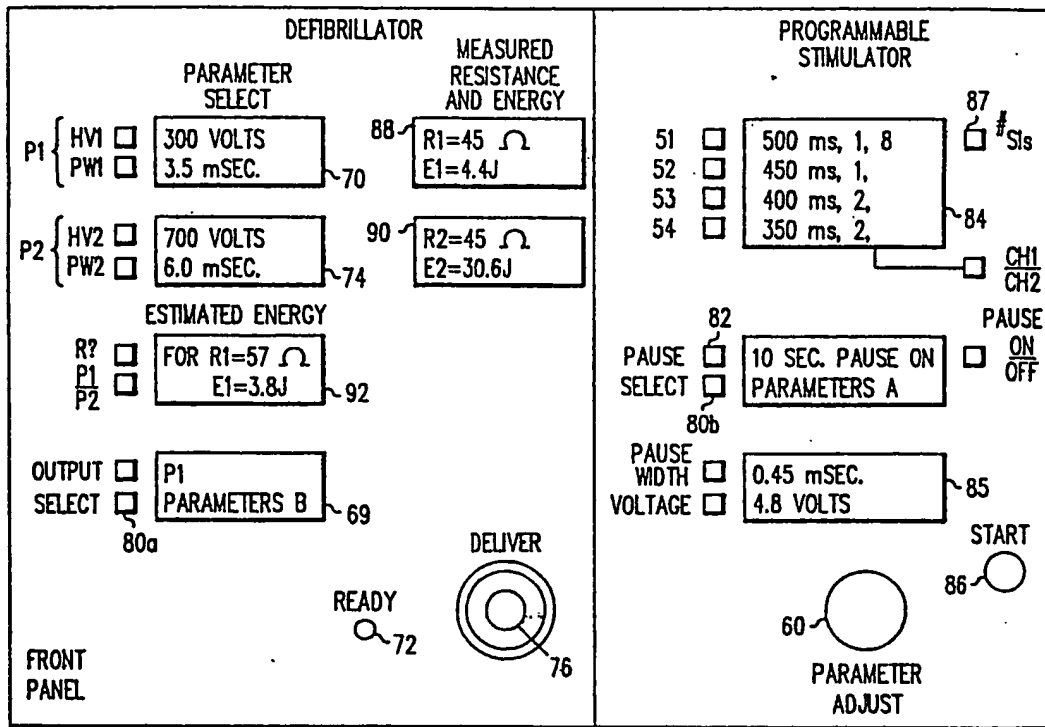 DEFIBRILLATOR
PARAMETER
SELECT
MEASURED
RESISTANCE
AND ENERGY
P1
HV1
PW1
300 VOLTS
3.5 mSEC.
70
88
R1=45 Ω
E1=4.4J
P2
HV2
PW2
700 VOLTS
6.0 mSEC.
74
90
R2=45 Ω
E2=30.6J
ESTIMATED ENERGY
R?
P1
P2
FOR R1=57 Ω
E1=3.8J
92
OUTPUT
SELECT
80a
P1
PARAMETERS B
69
DELIVER
READY
72
76
FRONT
PANEL
PROGRAMMABLE
STIMULATOR
51
52
53
54
500 ms, 1, 8
450 ms, 1,
400 ms, 2,
350 ms, 2,
84
87
#
SIs
CH1
CH2
82
PAUSE
SELECT
80b
10 SEC. PAUSE ON
PARAMETERS A
PAUSE
ON
OFF
PAUSE
WIDTH
VOLTAGE
0.45 mSEC.
4.8 VOLTS
85
START
86
60
PARAMETER
ADJUST